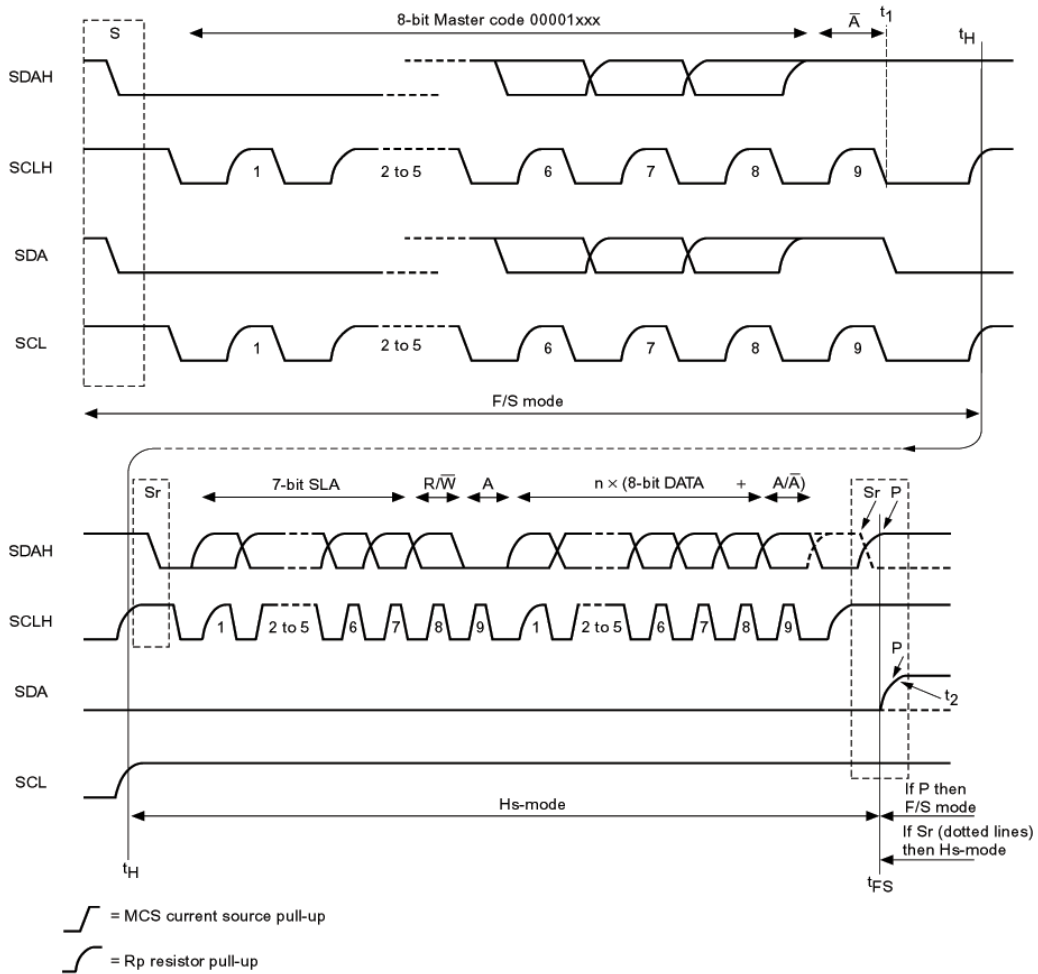 S
8-bit Master code 00001xxx
A̅
t1
tH
SDAH
SCLH
1
2 to 5
6
7
8
9
SDA
SCL
1
2 to 5
6
7
8
9
F/S mode
Sr
7-bit SLA
R/W̅
A
n × (8-bit DATA
+
A/A̅)
Sr
P
SDAH
SCLH
1
2 to 5
6
7
8
9
1
2 to 5
6
7
8
9
SDA
P
t2
SCL
If P then
F/S mode
Hs-mode
If Sr (dotted lines)
then Hs-mode
tH
tFS
= MCS current source pull-up
= Rp resistor pull-up